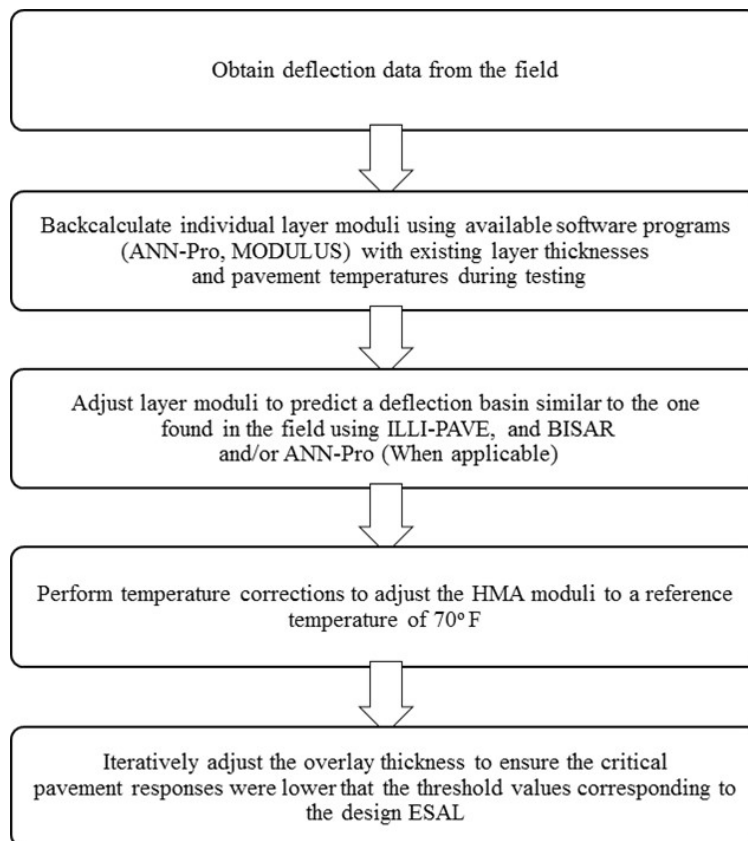 Obtain deflection data from the field
Backcalculate individual layer moduli using available software programs
(ANN-Pro, MODULUS) with existing layer thicknesses
and pavement temperatures during testing
Adjust layer moduli to predict a deflection basin similar to the one
found in the field using ILLI-PAVE, and BISAR
and/or ANN-Pro (When applicable)
Perform temperature corrections to adjust the HMA moduli to a reference
temperature of 70º F
Iteratively adjust the overlay thickness to ensure the critical
pavement responses were lower that the threshold values corresponding to
the design ESAL